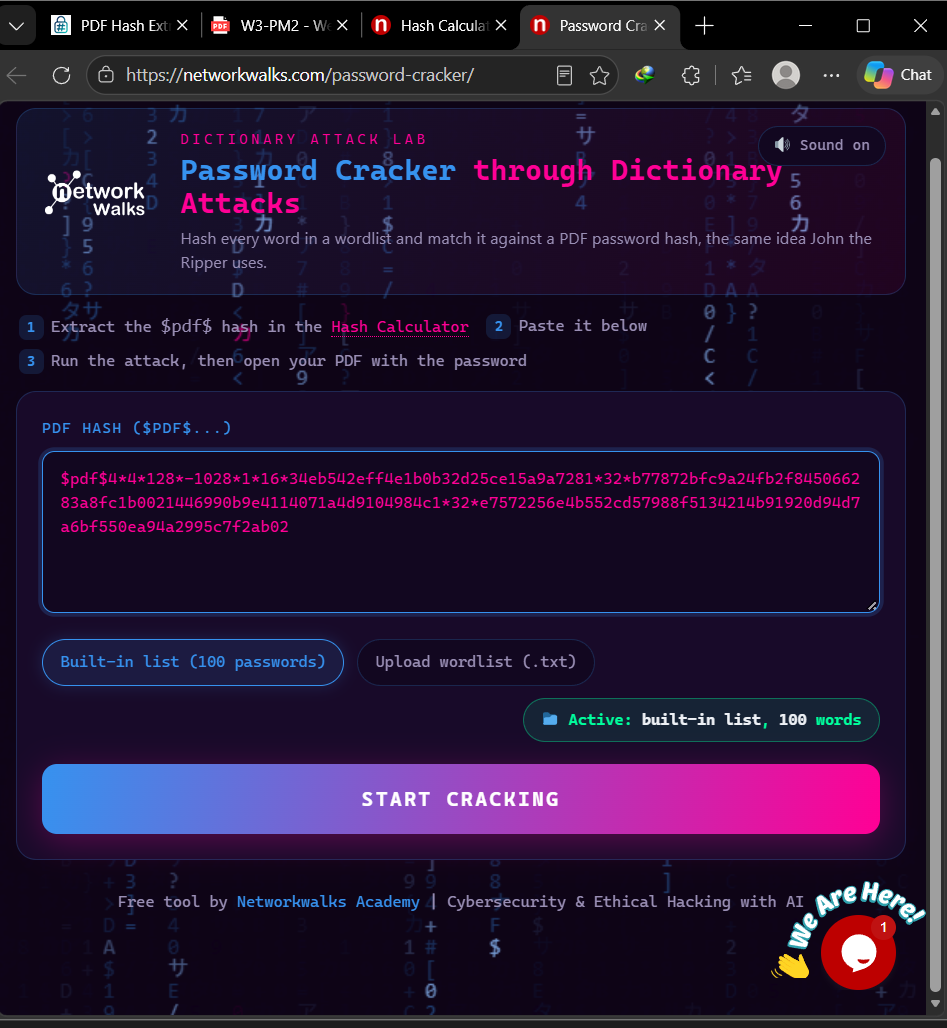 PDF Hash Ext
W3-PM2 - We
Hash Calculat
Password Cra
https://networkwalks.com/password-cracker/
Chat
DICTIONARY ATTACK LAB
Sound on
network
Walks
Password Cracker through Dictionary
Attacks
Hash every word in a wordlist and match it against a PDF password hash, the same idea John the
Ripper uses.
1 Extract the $pdf$ hash in the Hash Calculator 2 Paste it below
3 Run the attack, then open your PDF with the password
PDF HASH ($PDF$...)
$pdf$4*4*128*-1028*1*16*34eb542eff4e1b0b32d25ce15a9a7281*32*b77872bfc9a24fb2f8450662
83a8fc1b0021446990b9e4114071a4d9104984c1*32*e7572256e4b552cd57988f5134214b91920d94d7
a6bf550ea94a2995c7f2ab02
Built-in list (100 passwords)
Upload wordlist (.txt)
Active: built-in list, 100 words
START CRACKING
Free tool by Networkwalks Academy | Cybersecurity & Ethical Hacking with AI
We Are Here!
1